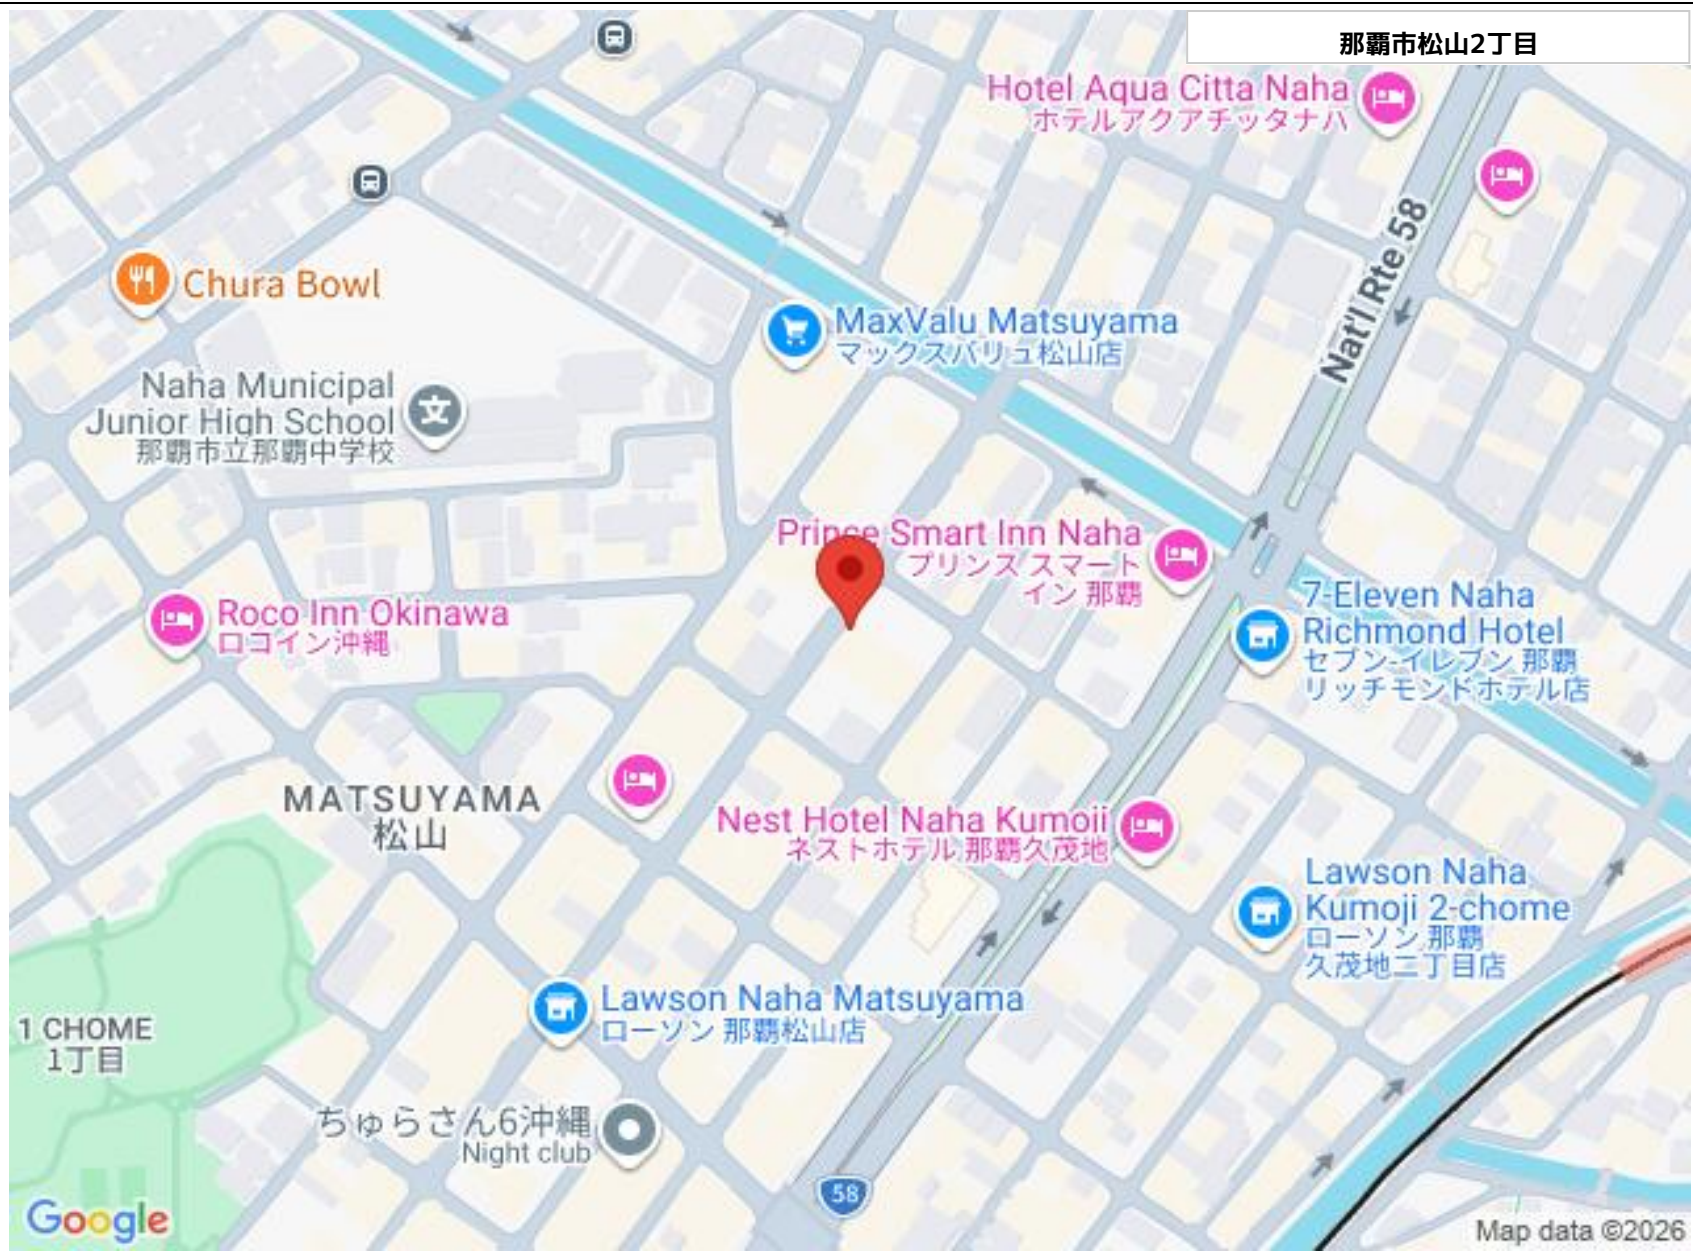 那覇市松山2丁目
Hotel Aqua Citta Naha
ホテルアクアチッタナハ
Nat'l Rte 58
Chura Bowl
MaxValu Matsuyama
マックスバリュ松山店
Naha Municipal
Junior High School
那覇市立那覇中学校
Prince Smart Inn Naha
プリンス スマート
イン 那覇
7-Eleven Naha
Richmond Hotel
セブン-イレブン 那覇
リッチモンドホテル店
Roco Inn Okinawa
ロコイン沖縄
MATSUYAMA
松山
Nest Hotel Naha Kumoji
ネストホテル 那覇久茂地
Lawson Naha
Kumoji 2-chome
ローソン 那覇
久茂地二丁目店
Lawson Naha Matsuyama
ローソン 那覇松山店
1 CHOME
1丁目
ちゅらさん6沖縄
Night club
58
Google
Map data ©2026